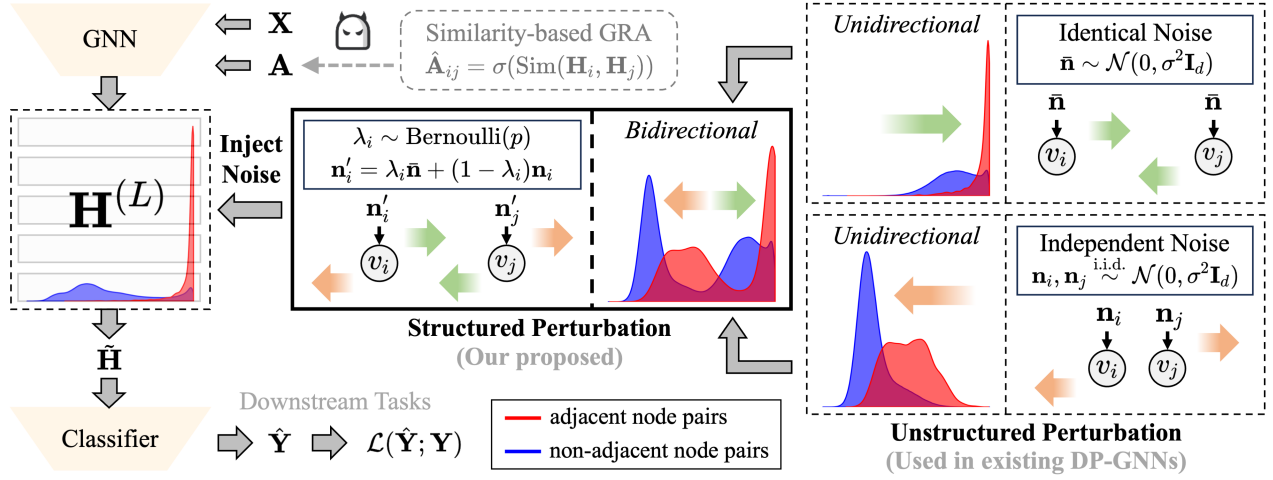 GNN
X
A
Similarity-based GRA
Â_ij = σ(Sim(H_i, H_j))
H^(L)
Inject
Noise
H̃
Classifier
Downstream Tasks
Ŷ
ℒ(Ŷ; Y)
λ_i ∼ Bernoulli(p)
n′_i = λ_i n̄ + (1 − λ_i)n_i
n′_i
n′_j
v_i
v_j
Bidirectional
Structured Perturbation
(Our proposed)
adjacent node pairs
non-adjacent node pairs
Unidirectional
Identical Noise
n̄ ∼ 𝒩(0, σ²I_d)
n̄
n̄
v_i
v_j
Unidirectional
Independent Noise
n_i, n_j i.i.d. ∼ 𝒩(0, σ²I_d)
n_i
n_j
v_i
v_j
Unstructured Perturbation
(Used in existing DP-GNNs)